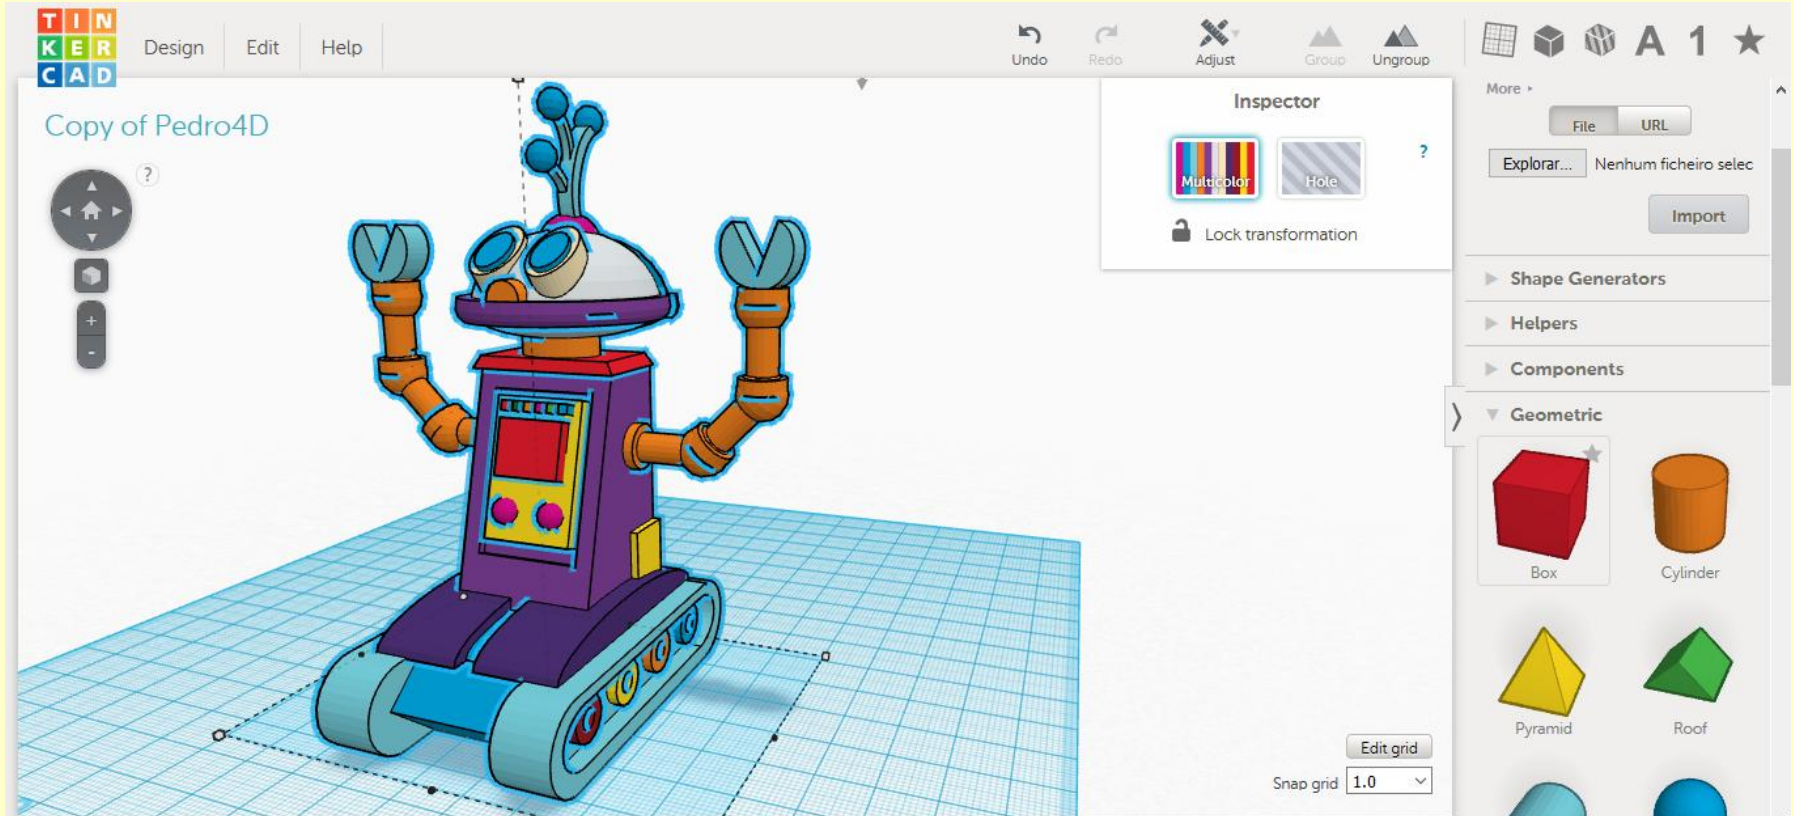 TIN
KER
CAD
Design
Edit
Help
Undo
Redo
Adjust
Group
Ungroup
A
1
Copy of Pedro4D
?
+
-
Inspector
Multicolor
Hole
?
Lock transformation
More
File
URL
Explorar...
Nenhum ficheiro selec
Import
Shape Generators
Helpers
Components
Geometric
Box
Cylinder
Pyramid
Roof
Edit grid
Snap grid 1.0